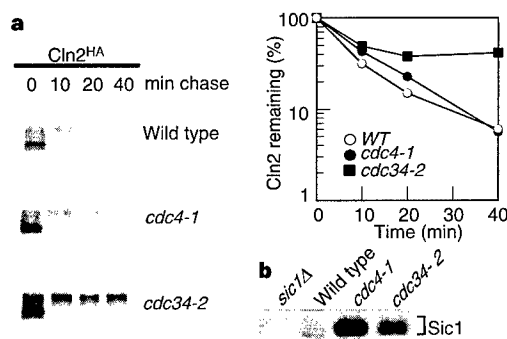 a
Cln2HA
0 10 20 40 min chase
Wild type
cdc4-1
cdc34-2
Cln2 remaining (%)
100
10
1
WT
cdc4-1
cdc34-2
0 10 20 30 40
Time (min)
b
sic1Δ Wild type cdc4-1 cdc34-2
Sic1